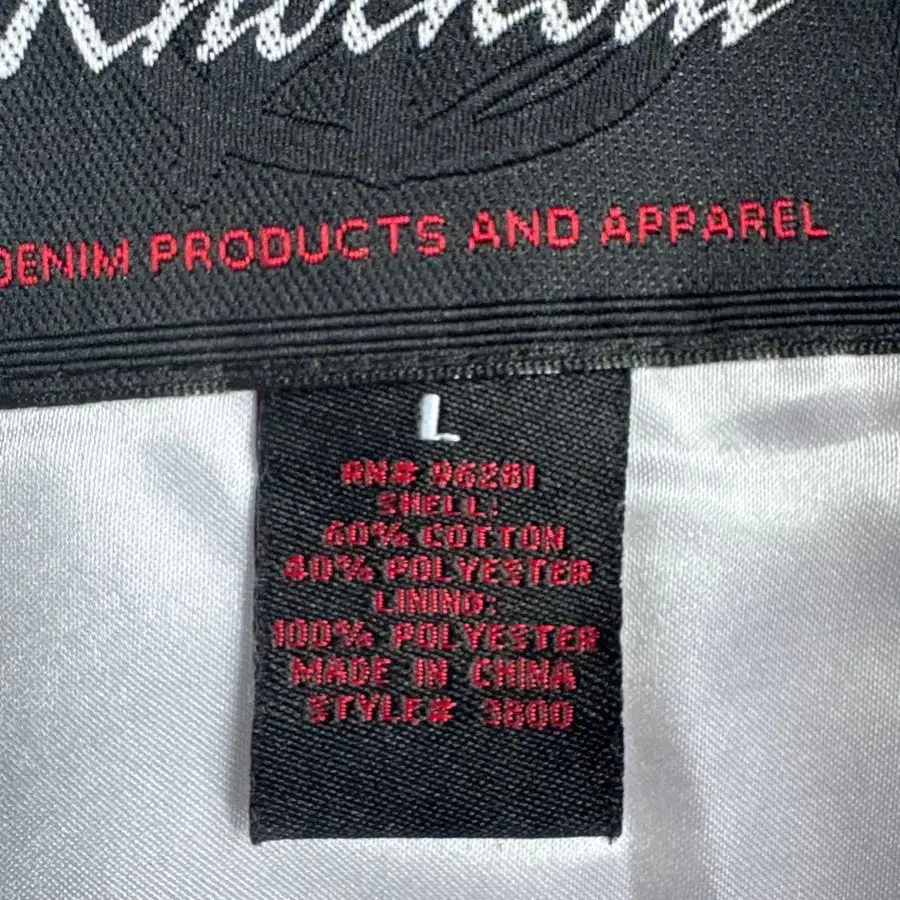 DENIM PRODUCTS AND APPAREL
L
RN# 96281
SHELL:
60% COTTON
40% POLYESTER
LINING:
100% POLYESTER
MADE IN CHINA
STYLE# 3800